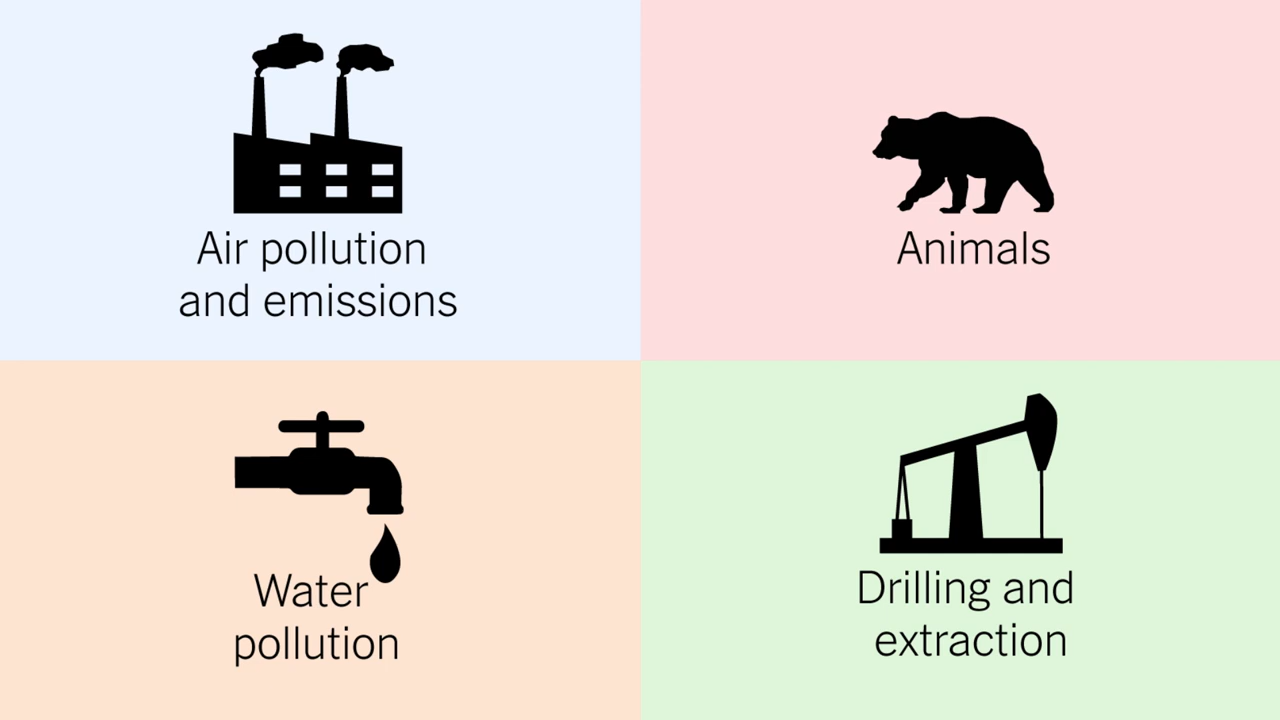 Air pollution
and emissions
Animals
Water
pollution
Drilling and
extraction